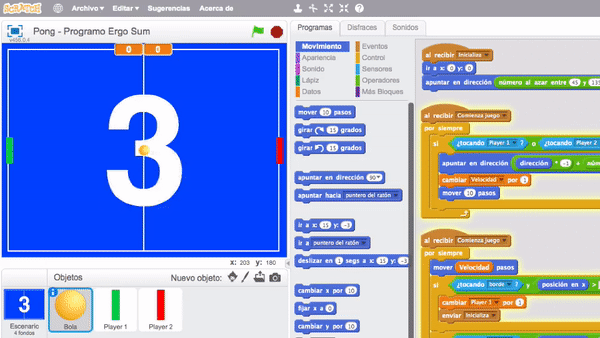 SCRATCH Archivo Editar Sugerencias Acerca de
Pong - Programo Ergo Sum
v456.0.4
0 0
3
x: 203 y: 180
Objetos Nuevo objeto:
3
Escenario
4 fondos
Bola
Player 1
Player 2
Programas Disfraces Sonidos
Movimiento Eventos
Apariencia Control
Sonido Sensores
Lápiz Operadores
Datos Más Bloques
mover 10 pasos
girar 15 grados
girar 15 grados
apuntar en dirección 90
apuntar hacia puntero del ratón
ir a x: 15 y: -3
ir a puntero del ratón
deslizar en 1 segs a x: 15 y: -3
cambiar x por 10
fijar x a 0
cambiar y por 10
al recibir Inicializa
ir a x: 0 y: 0
apuntar en dirección número al azar entre 45 y 135
al recibir Comienza juego
por siempre
si ¿tocando Player 1 ? o ¿tocando Player 2
apuntar en dirección dirección * -1 + núm
cambiar Velocidad por 1
mover 10 pasos
al recibir Comienza juego
por siempre
mover Velocidad pasos
si ¿tocando borde ? y posición en x >
cambiar Player 1 por 1
enviar Inicializa